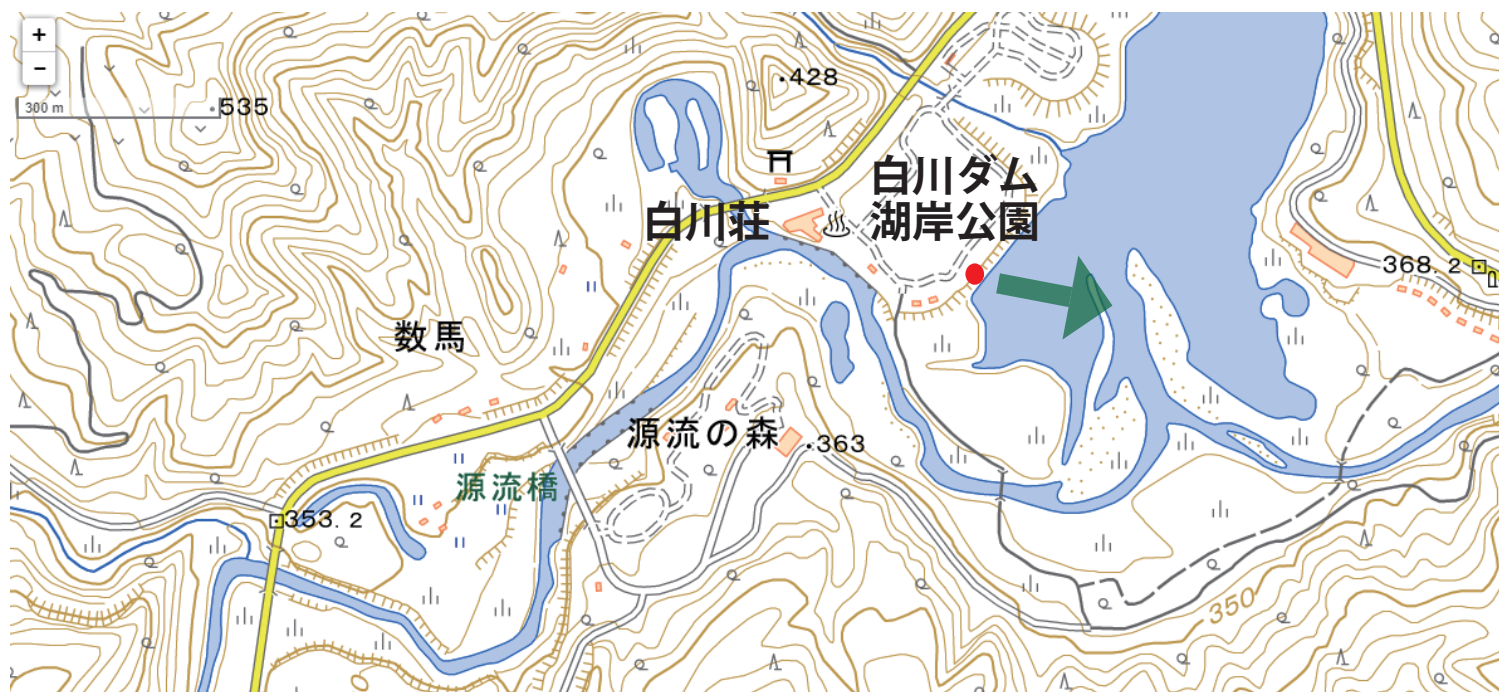 +
−
300 m
535
428
白川ダム
湖岸公園
白川荘
368.2
数馬
源流の森
363
源流橋
353.2
350